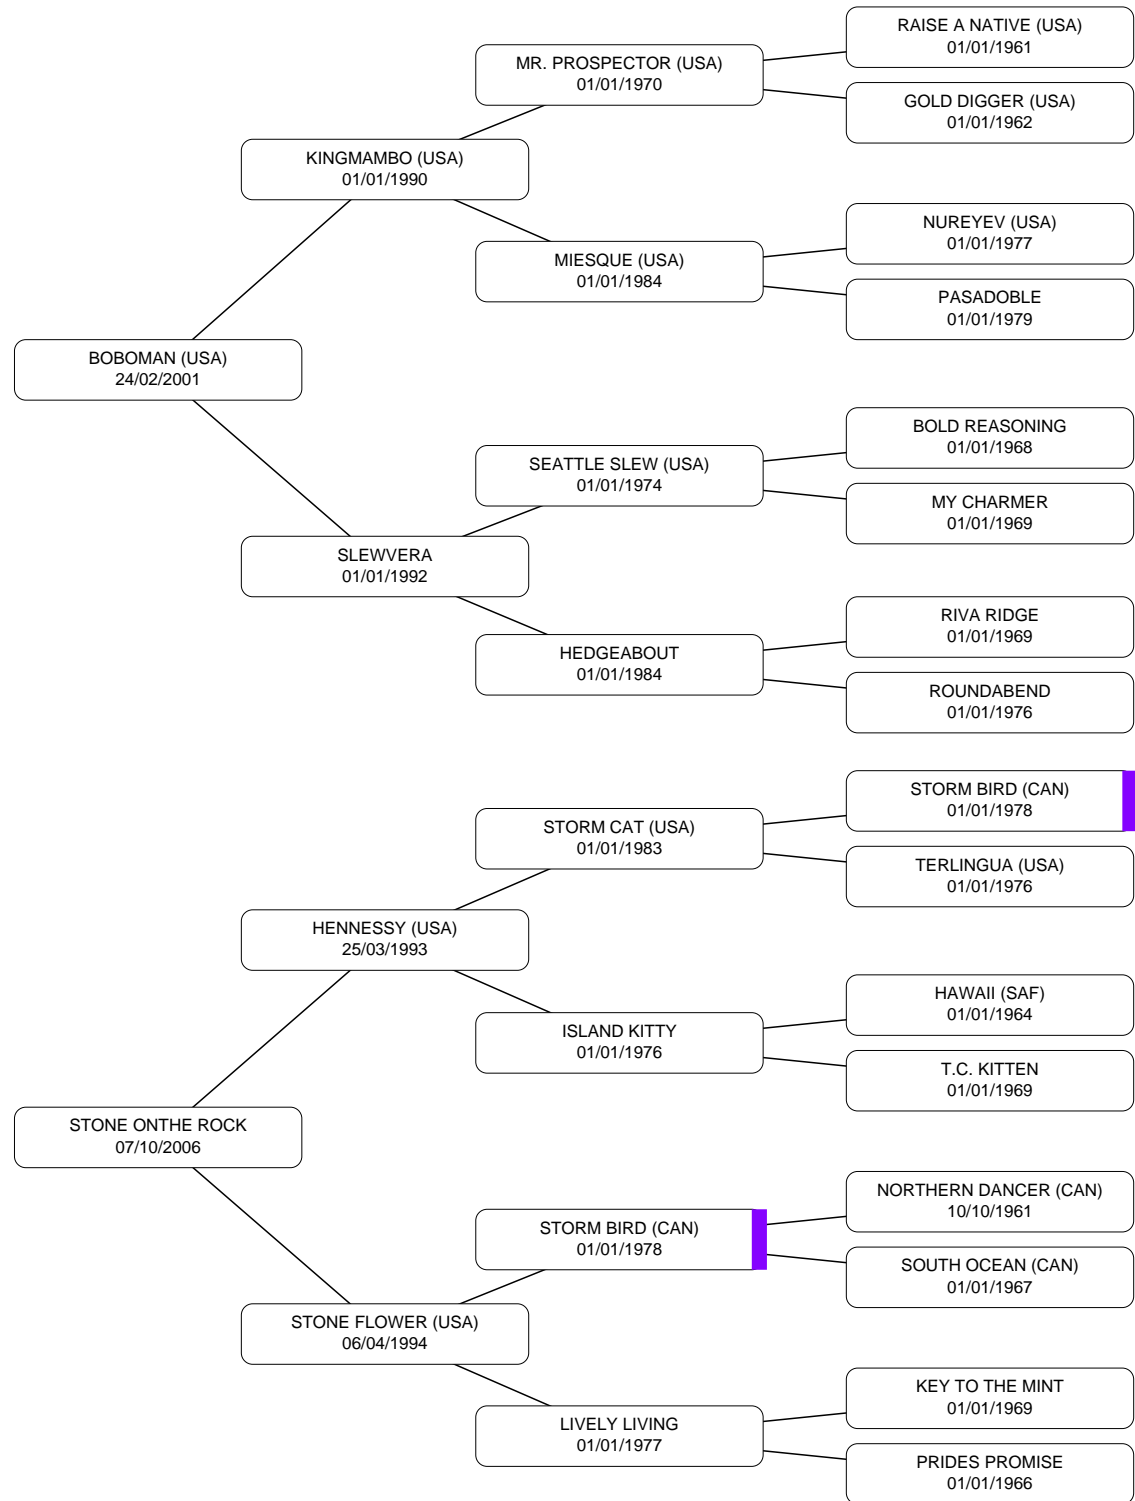 RAISE A NATIVE (USA)
01/01/1961
MR. PROSPECTOR (USA)
01/01/1970
GOLD DIGGER (USA)
01/01/1962
KINGMAMBO (USA)
01/01/1990
NUREYEV (USA)
01/01/1977
MIESQUE (USA)
01/01/1984
PASADOBLE
01/01/1979
BOBOMAN (USA)
24/02/2001
BOLD REASONING
01/01/1968
SEATTLE SLEW (USA)
01/01/1974
MY CHARMER
01/01/1969
SLEWVERA
01/01/1992
RIVA RIDGE
01/01/1969
HEDGEABOUT
01/01/1984
ROUNDABEND
01/01/1976
STORM BIRD (CAN)
01/01/1978
STORM CAT (USA)
01/01/1983
TERLINGUA (USA)
01/01/1976
HENNESSY (USA)
25/03/1993
HAWAII (SAF)
01/01/1964
ISLAND KITTY
01/01/1976
T.C. KITTEN
01/01/1969
STONE ONTHE ROCK
07/10/2006
NORTHERN DANCER (CAN)
10/10/1961
STORM BIRD (CAN)
01/01/1978
SOUTH OCEAN (CAN)
01/01/1967
STONE FLOWER (USA)
06/04/1994
KEY TO THE MINT
01/01/1969
LIVELY LIVING
01/01/1977
PRIDES PROMISE
01/01/1966